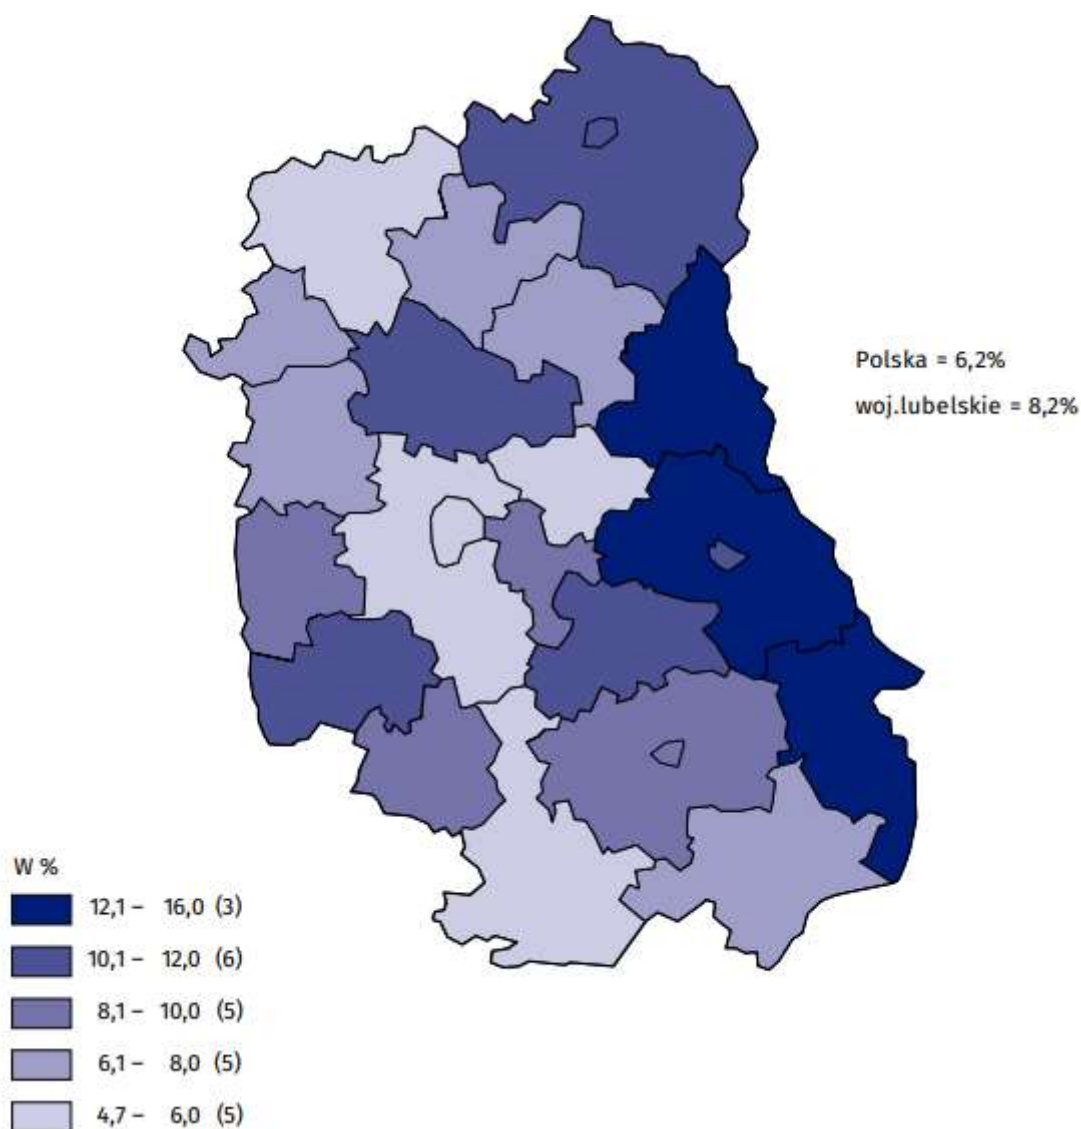 Polska = 6,2%
woj.lubelskie = 8,2%
W %
12,1 – 16,0 (3)
10,1 – 12,0 (6)
8,1 – 10,0 (5)
6,1 – 8,0 (5)
4,7 – 6,0 (5)